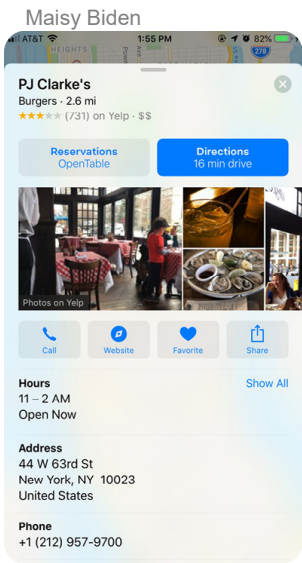 Maisy Biden
AT&T 1:55 PM 82%
HEIGHTS
278
PJ Clarke's
Burgers · 2.6 mi
(731) on Yelp · $$
Reservations
OpenTable
Directions
16 min drive
Photos on Yelp
Call
Website
Favorite
Share
Hours
Show All
11 – 2 AM
Open Now
Address
44 W 63rd St
New York, NY 10023
United States
Phone
+1 (212) 957-9700